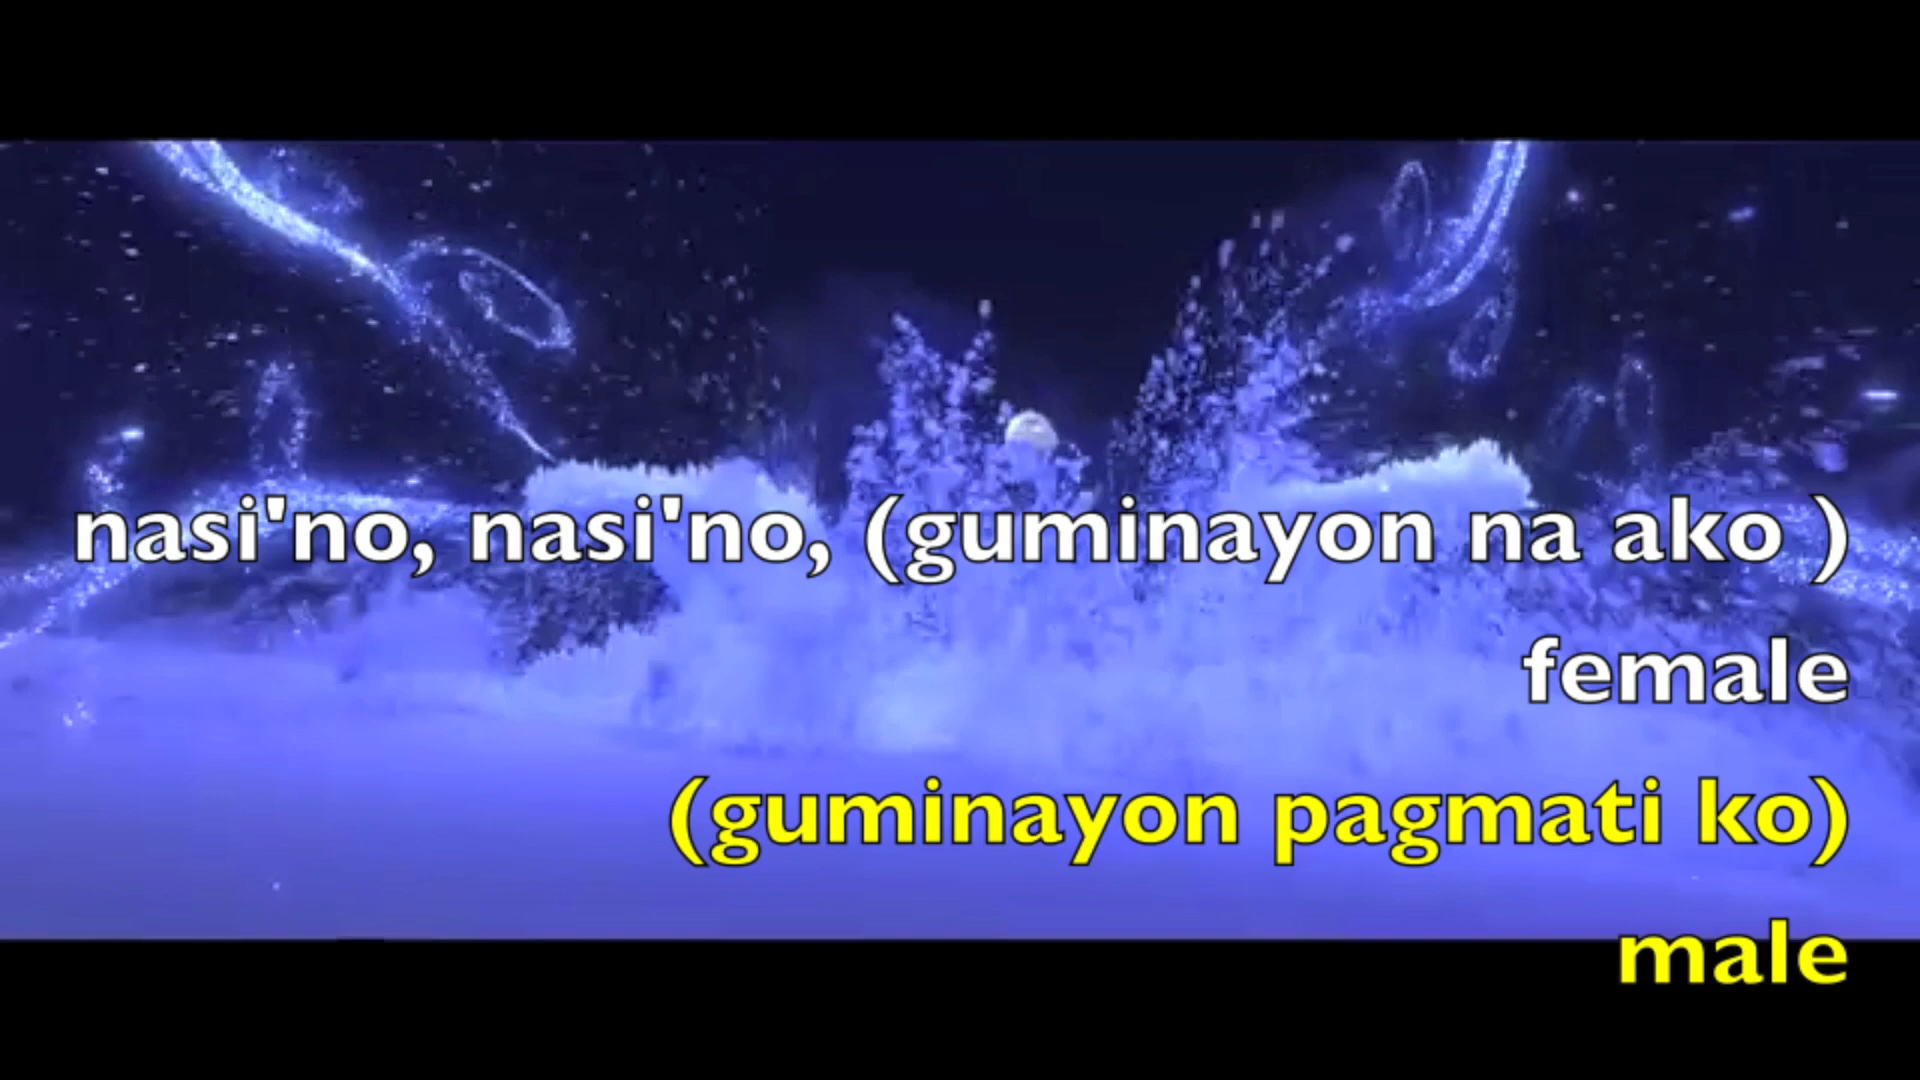 nasi'no, nasi'no, (guminayon na ako )
female
(guminayon pagmati ko)
male